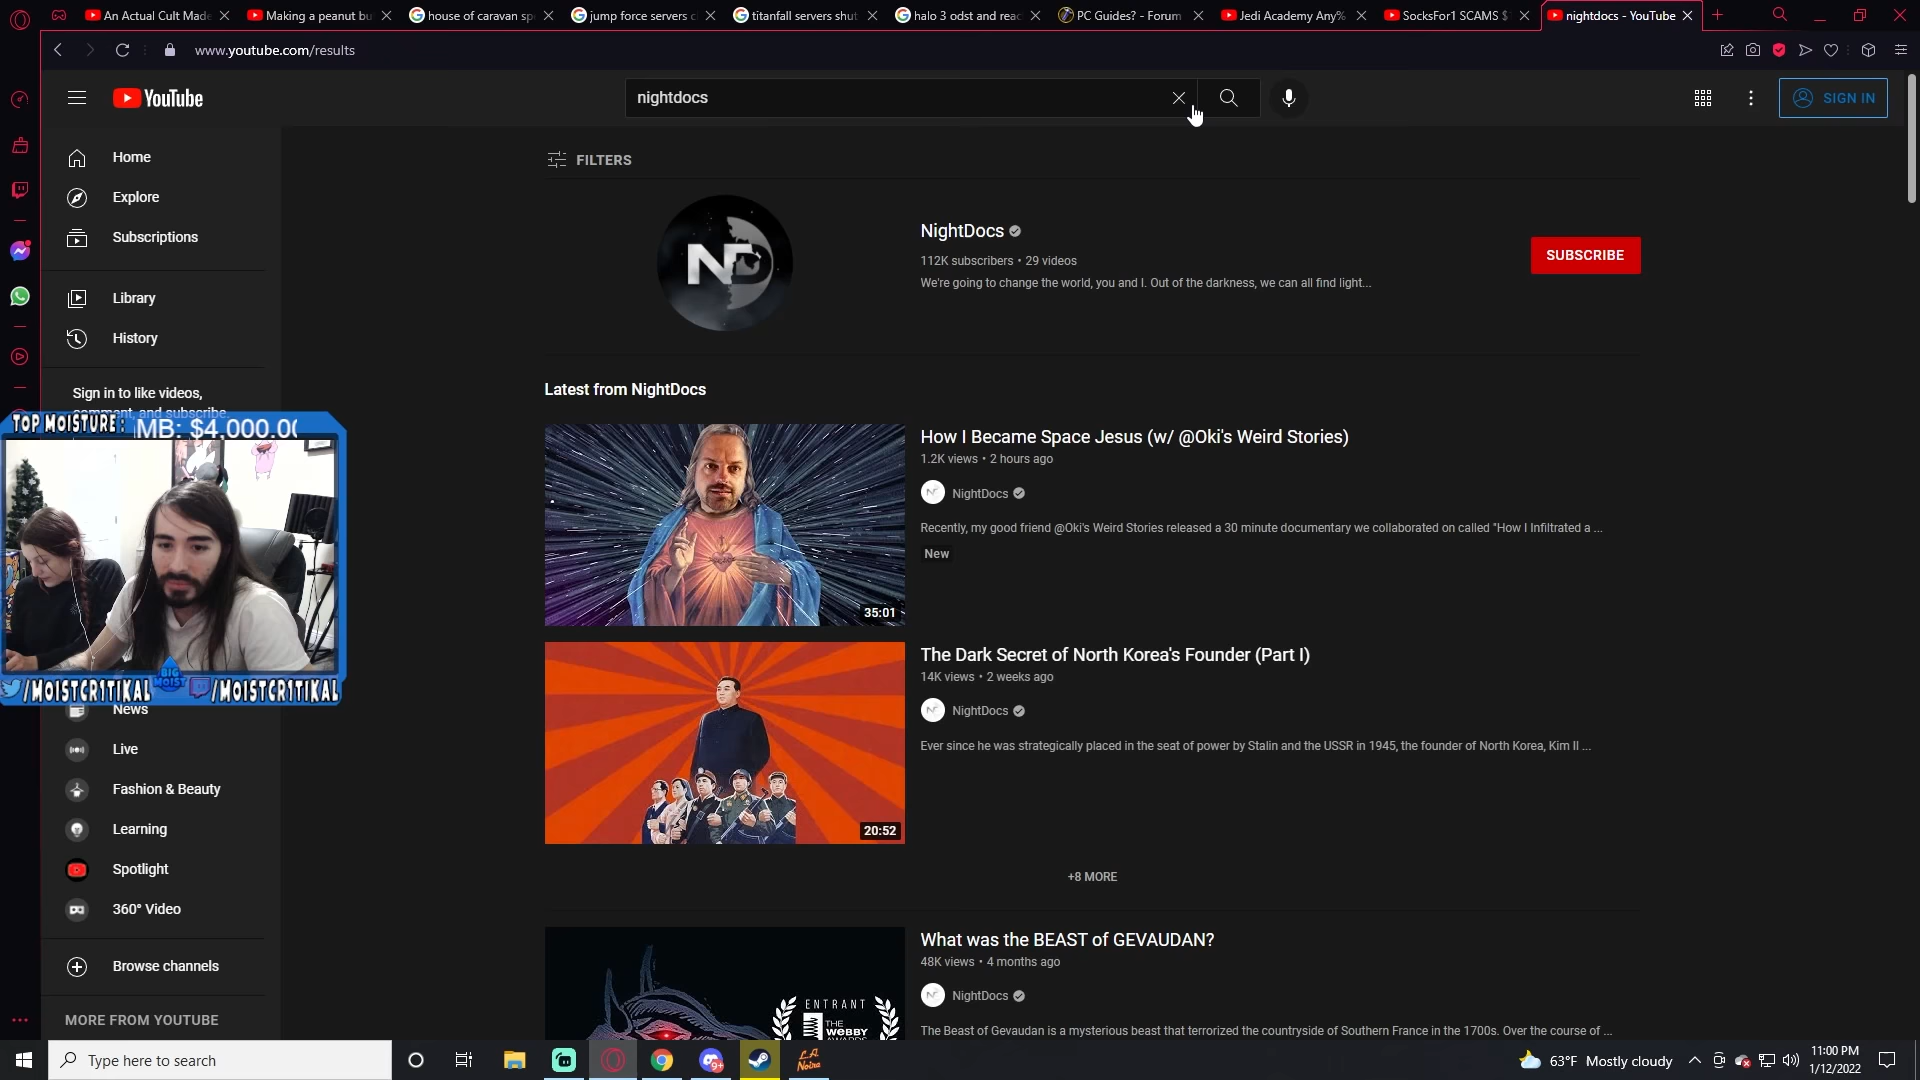 An Actual Cult Made
Making a peanut bu
house of caravan sp
jump force servers c
titanfall servers shut
halo 3 odst and reac
PC Guides? - Forum
Jedi Academy Any%
SocksFor1 SCAMS $
nightdocs - YouTube
www.youtube.com/results
YouTube
nightdocs
SIGN IN
Home
Explore
Subscriptions
Library
History
Sign in to like videos,
comment, and subscribe.
TOP MOISTURE:
MB: $4,000.00
BIG
MOIST
/MOISTCR1TIKAL
/MOISTCR1TIKAL
News
Live
Fashion & Beauty
Learning
Spotlight
360° Video
Browse channels
MORE FROM YOUTUBE
FILTERS
ND
NightDocs
112K subscribers • 29 videos
We're going to change the world, you and I. Out of the darkness, we can all find light...
SUBSCRIBE
Latest from NightDocs
35:01
How I Became Space Jesus (w/ @Oki's Weird Stories)
1.2K views • 2 hours ago
NightDocs
Recently, my good friend @Oki's Weird Stories released a 30 minute documentary we collaborated on called "How I Infiltrated a ...
New
20:52
The Dark Secret of North Korea's Founder (Part I)
14K views • 2 weeks ago
NightDocs
Ever since he was strategically placed in the seat of power by Stalin and the USSR in 1945, the founder of North Korea, Kim Il ...
+8 MORE
ENTRANT
THE
WEBBY
AWARDS
What was the BEAST of GEVAUDAN?
48K views • 4 months ago
NightDocs
The Beast of Gevaudan is a mysterious beast that terrorized the countryside of Southern France in the 1700s. Over the course of ...
Type here to search
9+
L.A.
Noire
63°F Mostly cloudy
11:00 PM
1/12/2022